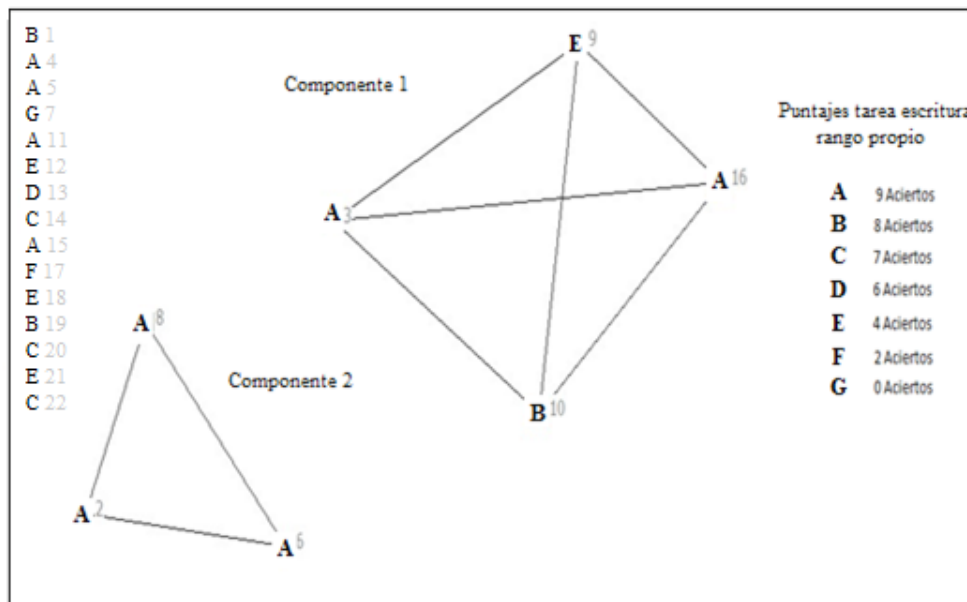 B 1
A 4
A 5
G 7
A 11
E 12
D 13
C 14
A 15
F 17
E 18
B 19
C 20
E 21
C 22
Componente 1
E 9
A 16
A 3
B 10
Componente 2
A 8
A 2
A 6
Puntajes tarea escritura
rango propio
A 9 Aciertos
B 8 Aciertos
C 7 Aciertos
D 6 Aciertos
E 4 Aciertos
F 2 Aciertos
G 0 Aciertos